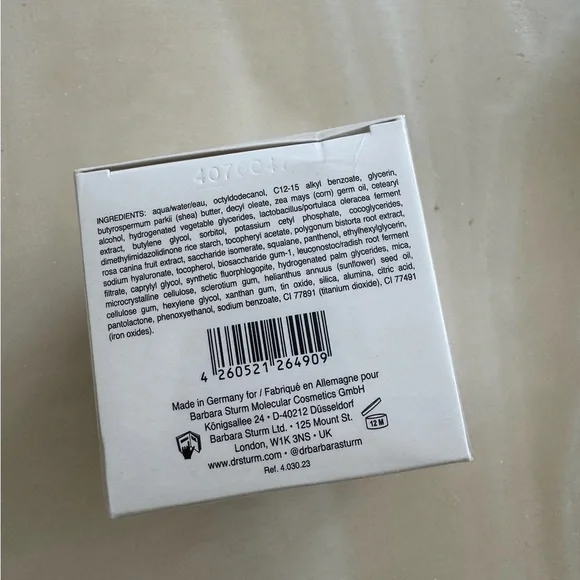 INGREDIENTS: aqua/water/eau, octyldodecanol, C12-15 alkyl benzoate, glycerin,
butyrospermum parkii (shea) butter, decyl oleate, zea mays (corn) germ oil, cetearyl
alcohol, hydrogenated vegetable glycerides, lactobacillus/portulaca oleracea ferment
extract, butylene glycol, sorbitol, potassium cetyl phosphate, cocoglycerides,
dimethylimidazolidinone rice starch, tocopheryl acetate, polygonum bistorta root extract,
rosa canina fruit extract, saccharide isomerate, squalane, panthenol, ethylhexylglycerin,
sodium hyaluronate, tocopherol, biosaccharide gum-1, leuconostoc/radish root ferment
filtrate, caprylyl glycol, synthetic fluorphlogopite, hydrogenated palm glycerides, mica,
microcrystalline cellulose, sclerotium gum, helianthus annuus (sunflower) seed oil,
cellulose gum, hexylene glycol, xanthan gum, tin oxide, silica, alumina, citric acid,
pantolactone, phenoxyethanol, sodium benzoate, CI 77891 (titanium dioxide), CI 77491
(iron oxides).
4 260521 264909
Made in Germany for / Fabriqué en Allemagne pour
Barbara Sturm Molecular Cosmetics GmbH
Königsallee 24 • D-40212 Düsseldorf
Barbara Sturm Ltd. • 125 Mount St.
London, W1K 3NS • UK
www.drsturm.com • @drbarbarasturm
12 M
Ref. 4.030.23